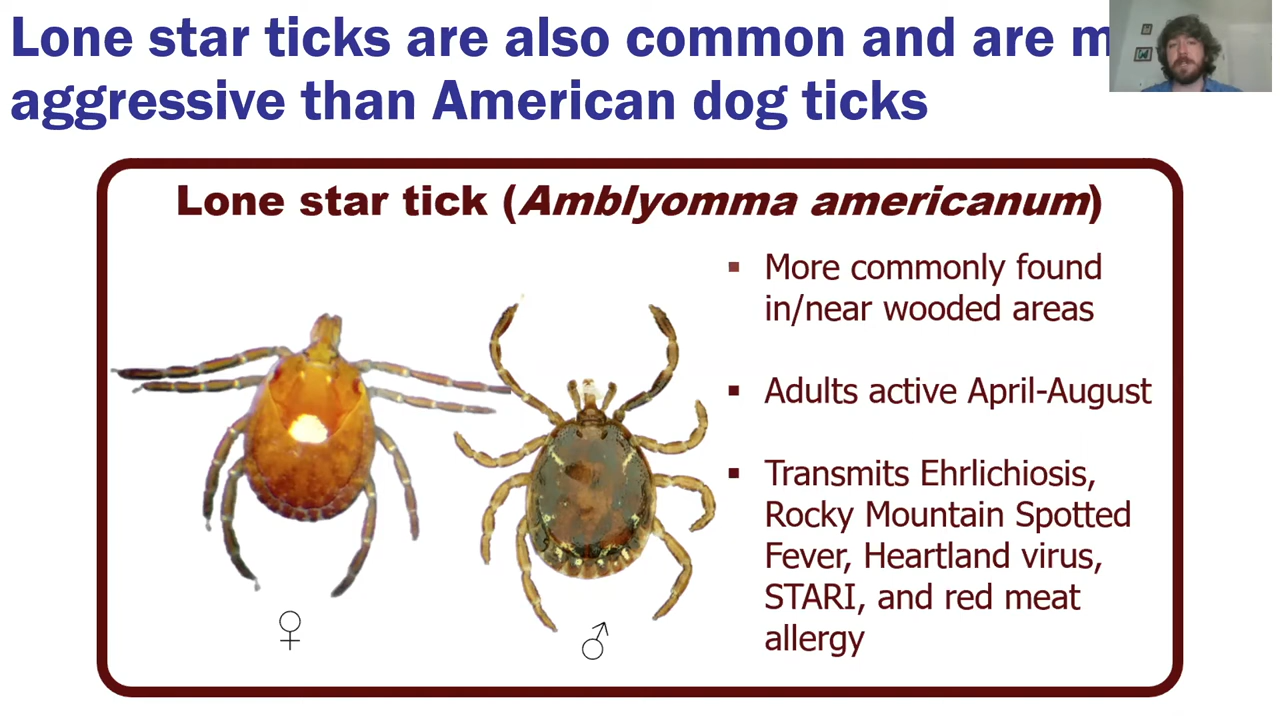 Lone star ticks are also common and are
aggressive than American dog ticks
Lone star tick (Amblyomma americanum)
▪ More commonly found
in/near wooded areas
▪ Adults active April-August
▪ Transmits Ehrlichiosis,
Rocky Mountain Spotted
Fever, Heartland virus,
STARI, and red meat
allergy
♀
♂